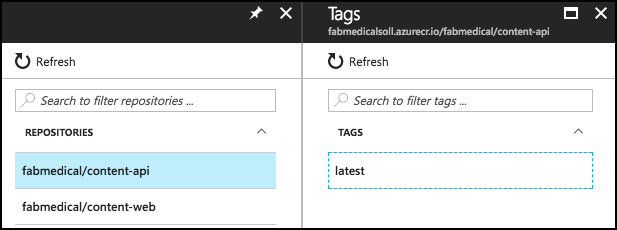 Tags
fabmedicalsoll.azurecr.io/fabmedical/content-api
Refresh
Search to filter repositories ...
REPOSITORIES
fabmedical/content-api
fabmedical/content-web
Refresh
Search to filter tags ...
TAGS
latest